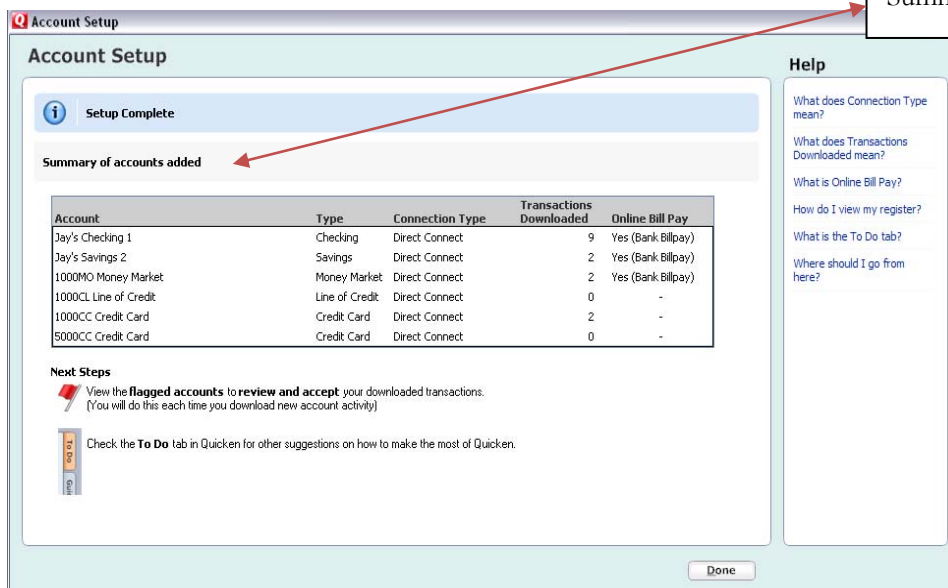 Account Setup
Account Setup
Setup Complete
Summary of accounts added
Account Type Connection Type Transactions Downloaded Online Bill Pay
Jay's Checking 1 Checking Direct Connect 9 Yes (Bank Billpay)
Jay's Savings 2 Savings Direct Connect 2 Yes (Bank Billpay)
1000MO Money Market Money Market Direct Connect 2 Yes (Bank Billpay)
1000CL Line of Credit Line of Credit Direct Connect 0 -
1000CC Credit Card Credit Card Direct Connect 2 -
5000CC Credit Card Credit Card Direct Connect 0 -
Next Steps
View the flagged accounts to review and accept your downloaded transactions.
(You will do this each time you download new account activity)
To Do
Check the To Do tab in Quicken for other suggestions on how to make the most of Quicken.
Help
What does Connection Type
mean?
What does Transactions
Downloaded mean?
What is Online Bill Pay?
How do I view my register?
What is the To Do tab?
Where should I go from
here?
Done